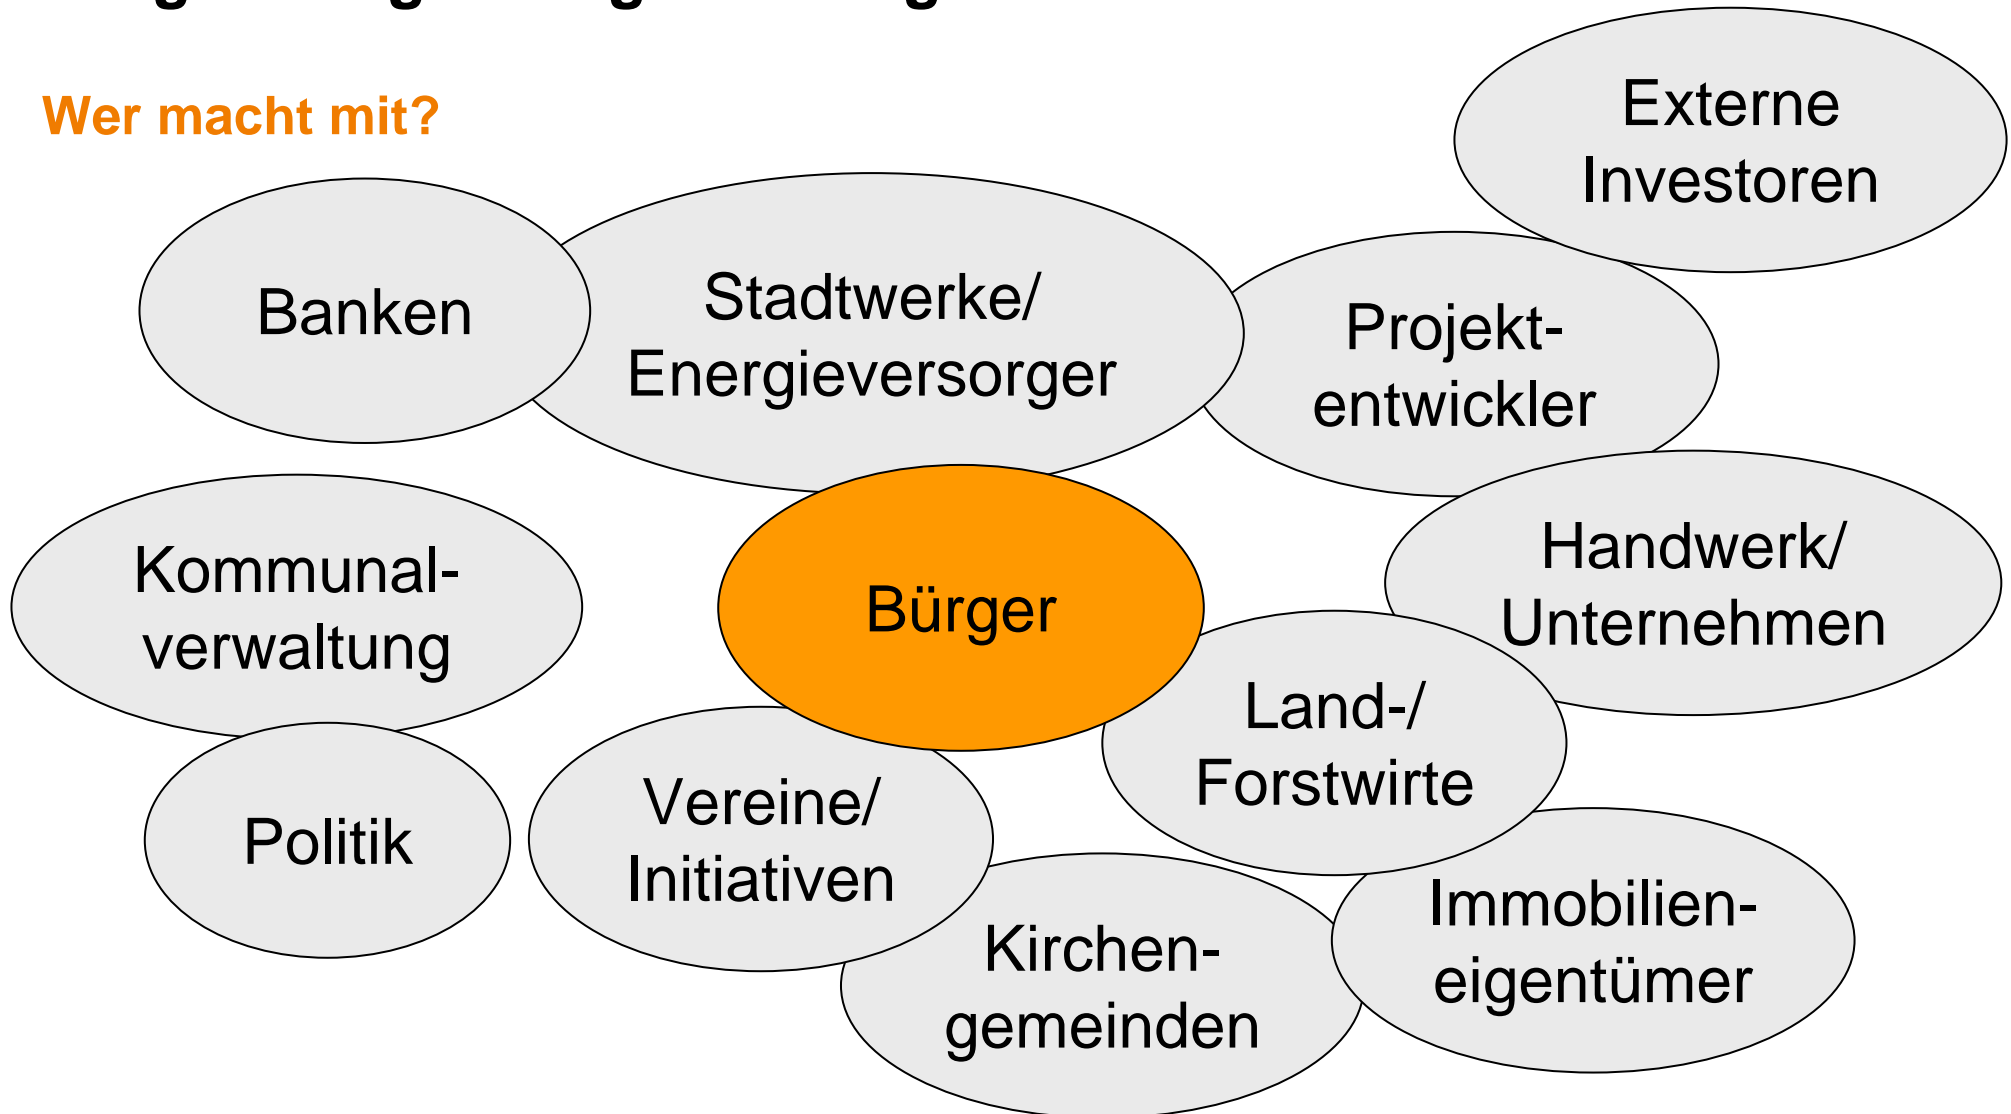 Wer macht mit?
Externe
Investoren
Banken
Stadtwerke/
Energieversorger
Projekt-
entwickler
Kommunal-
verwaltung
Bürger
Handwerk/
Unternehmen
Land-/
Forstwirte
Politik
Vereine/
Initiativen
Kirchen-
gemeinden
Immobilien-
eigentümer